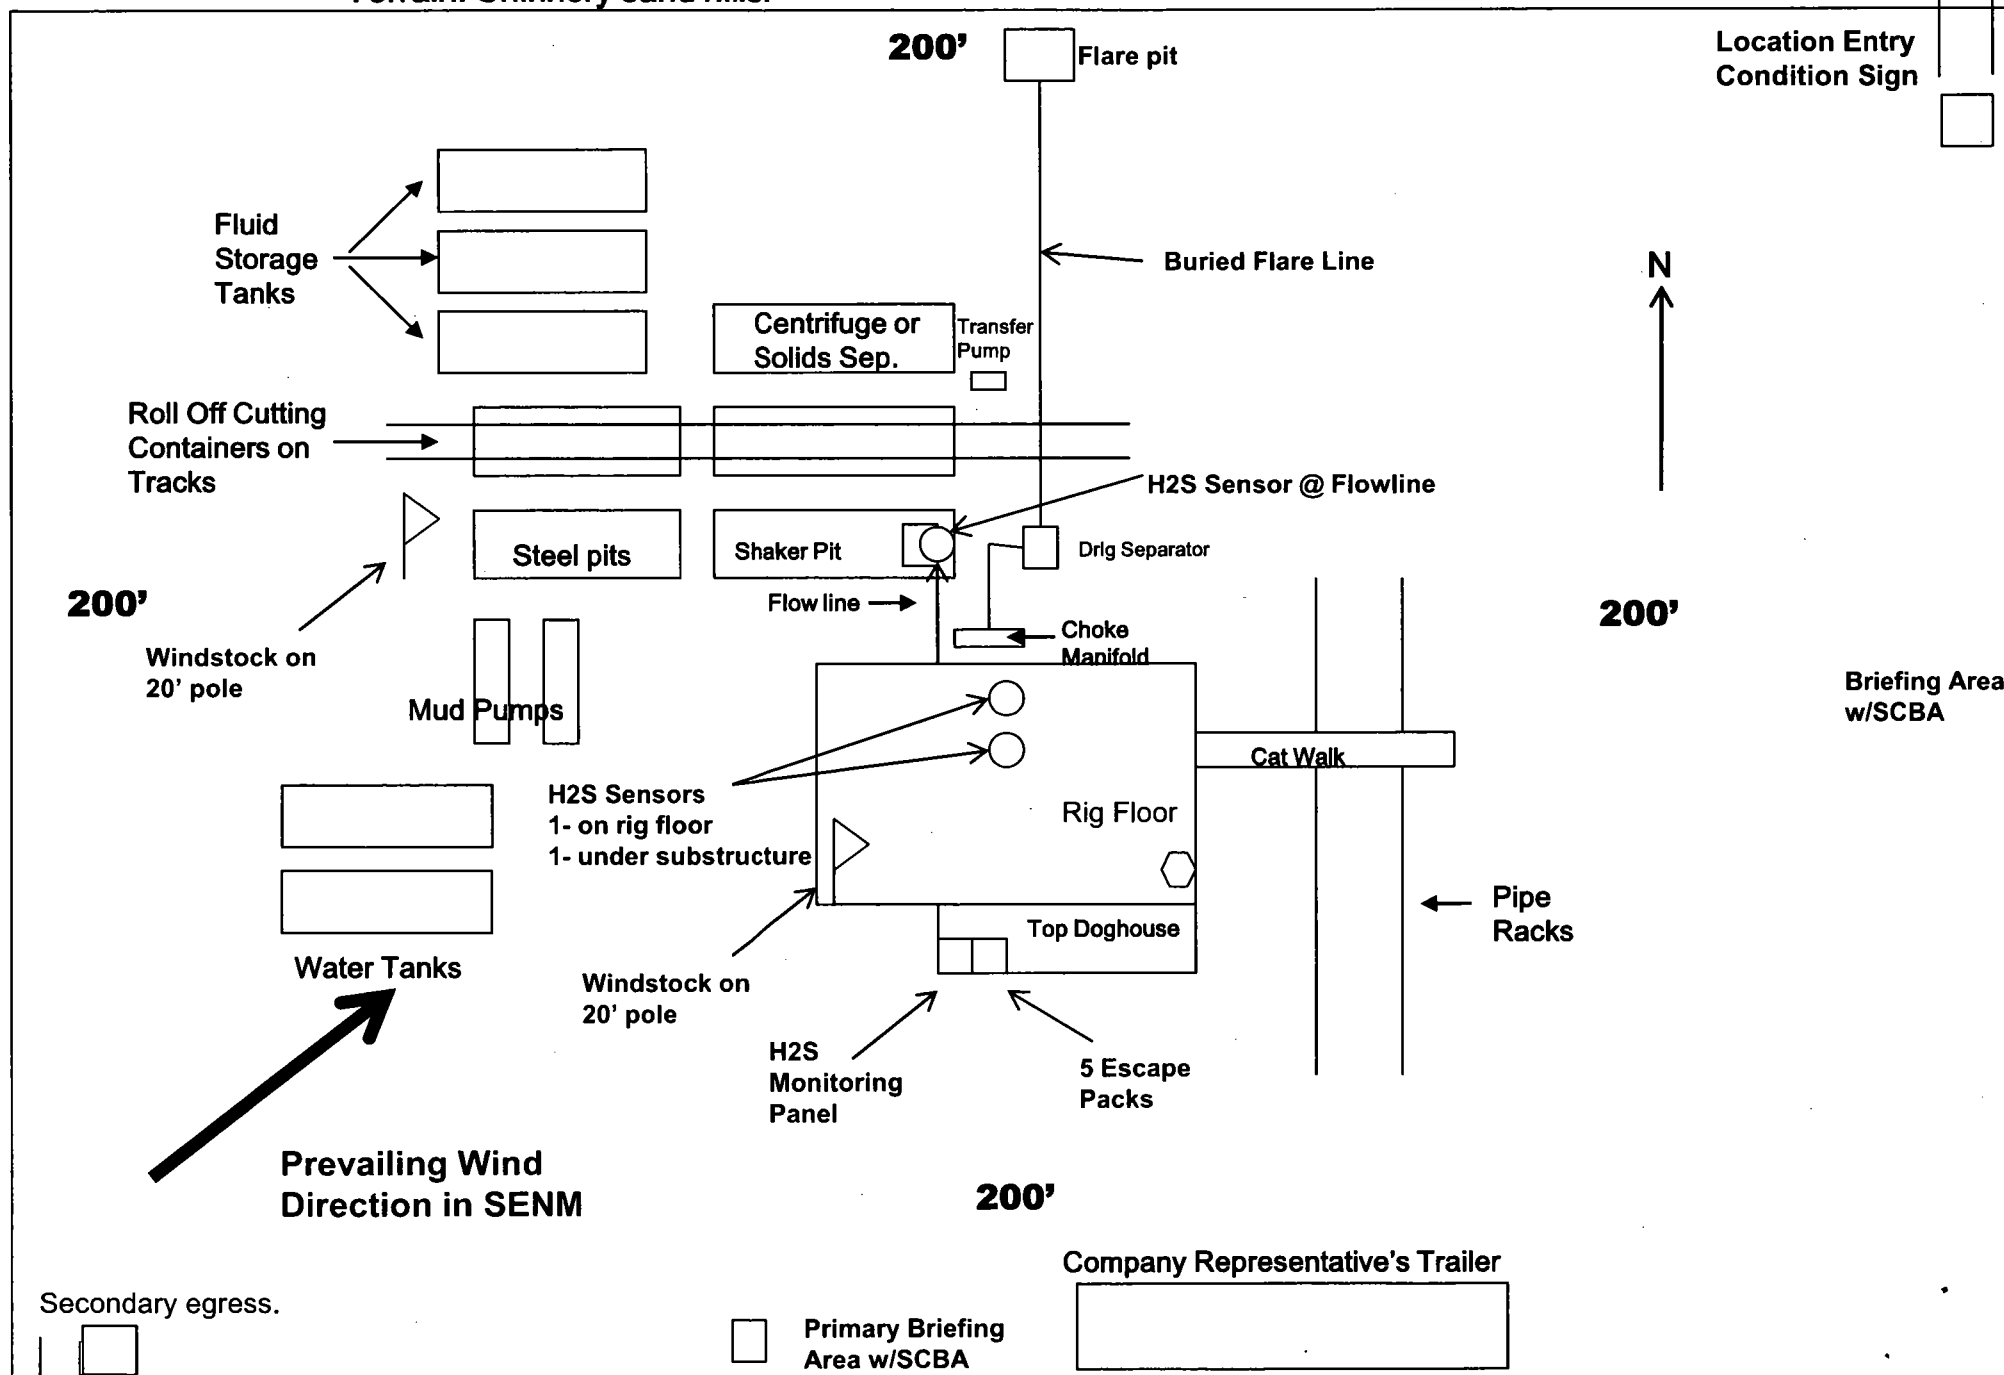 200'
Flare pit
Location Entry
Condition Sign
Fluid
Storage
Tanks
Buried Flare Line
N
Centrifuge or
Solids Sep.
Transfer
Pump
Roll Off Cutting
Containers on
Tracks
H2S Sensor @ Flowline
Steel pits
Shaker Pit
Drlg Separator
200'
Flow line
200'
Choke
Manifold
Windstock on
20' pole
Briefing Area
w/SCBA
Mud Pumps
Cat Walk
H2S Sensors
1- on rig floor
1- under substructure
Rig Floor
Pipe
Racks
Top Doghouse
Water Tanks
Windstock on
20' pole
H2S
Monitoring
Panel
5 Escape
Packs
Prevailing Wind
Direction in SENM
200'
Company Representative's Trailer
Secondary egress.
Primary Briefing
Area w/SCBA